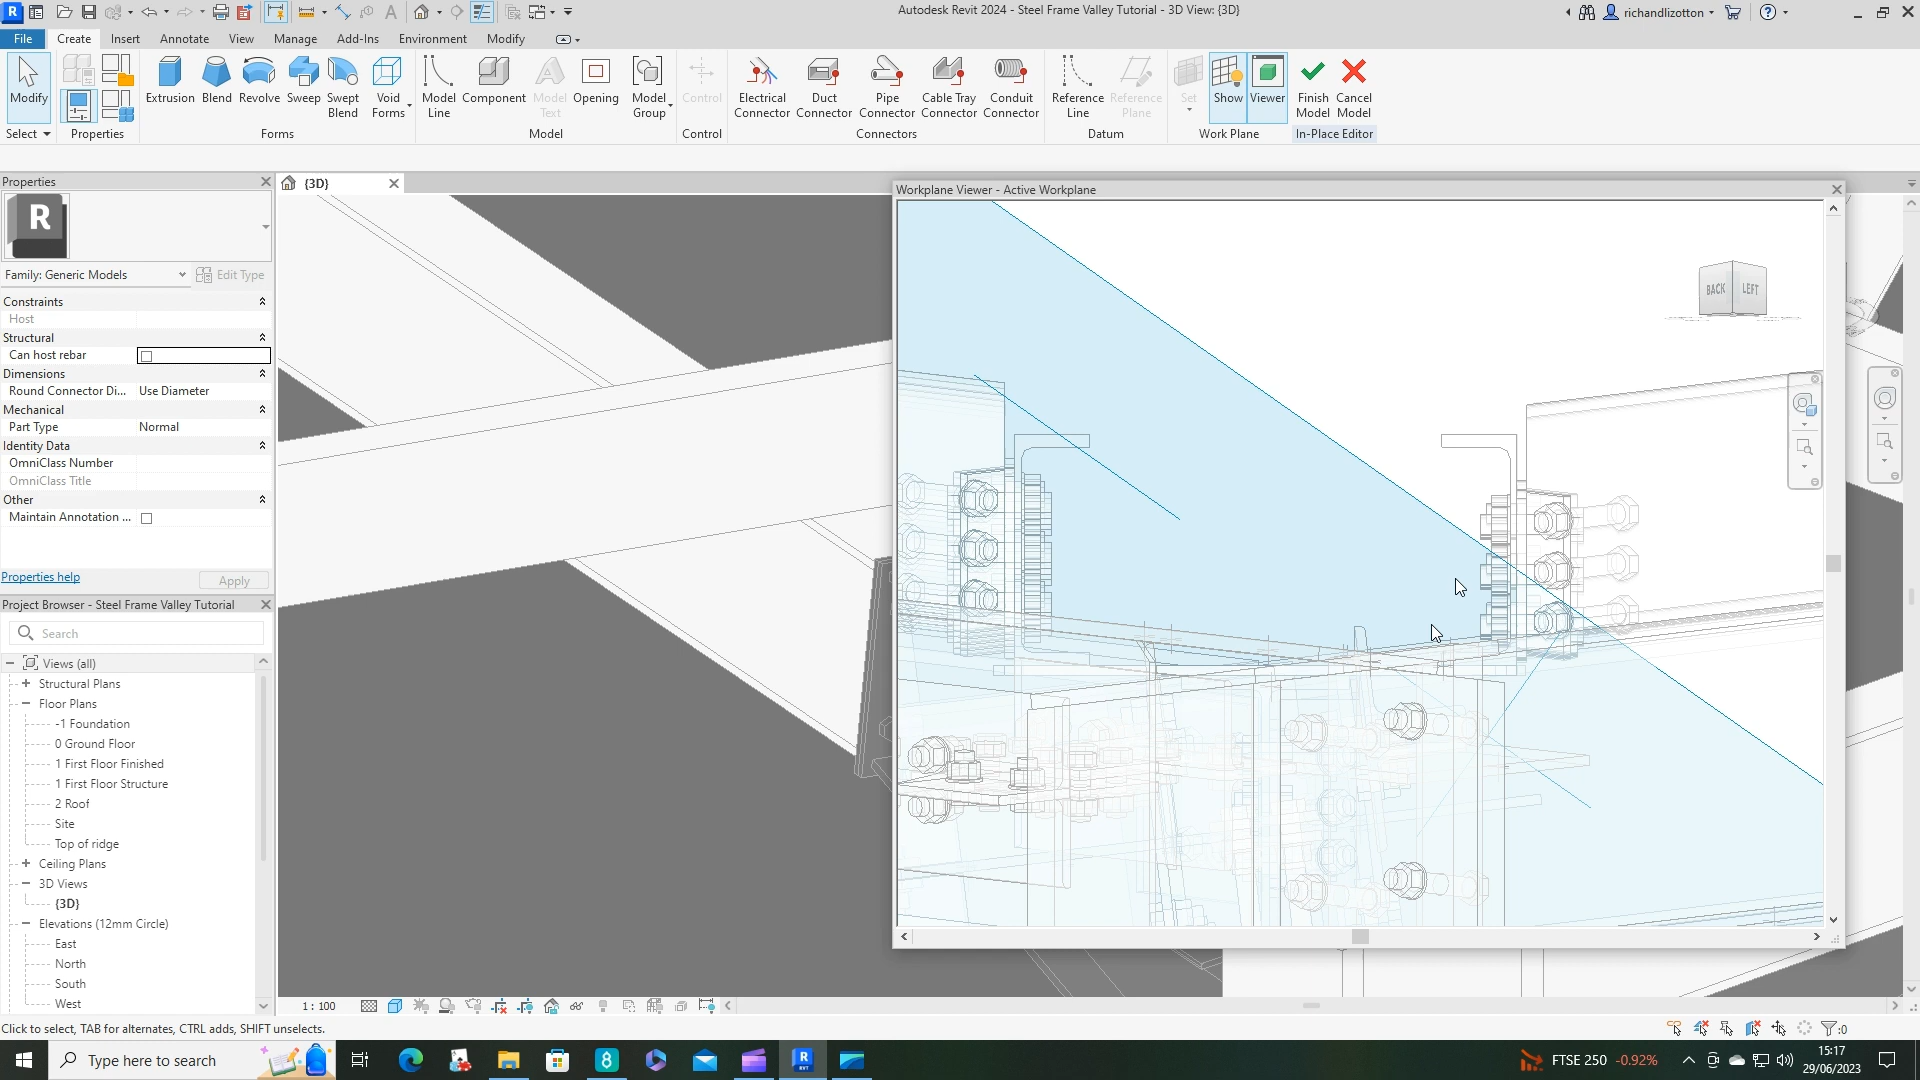 Autodesk Revit 2024 - Steel Frame Valley Tutorial - 3D View: {3D}
richandlizotton
File
Create
Insert
Annotate
View
Manage
Add-Ins
Environment
Modify
Modify
Extrusion
Blend
Revolve
Sweep
Swept Blend
Void Forms
Model Line
Component
Model Text
Opening
Model Group
Control
Electrical Connector
Duct Connector
Pipe Connector
Cable Tray Connector
Conduit Connector
Reference Line
Reference Plane
Set
Show
Viewer
Finish Model
Cancel Model
Select
Properties
Forms
Model
Control
Connectors
Datum
Work Plane
In-Place Editor
Properties
{3D}
Workplane Viewer - Active Workplane
R
Family: Generic Models
Edit Type
Constraints
Host
Structural
Can host rebar
Dimensions
Round Connector Di... Use Diameter
Mechanical
Part Type Normal
Identity Data
OmniClass Number
OmniClass Title
Other
Maintain Annotation ...
Properties help
Apply
BACK LEFT
Project Browser - Steel Frame Valley Tutorial
Search
Views (all)
Structural Plans
Floor Plans
-1 Foundation
0 Ground Floor
1 First Floor Finished
1 First Floor Structure
2 Roof
Site
Top of ridge
Ceiling Plans
3D Views
{3D}
Elevations (12mm Circle)
East
North
South
West
1 : 100
Click to select, TAB for alternates, CTRL adds, SHIFT unselects.
:0
Type here to search
FTSE 250 -0.92%
15:17
29/06/2023